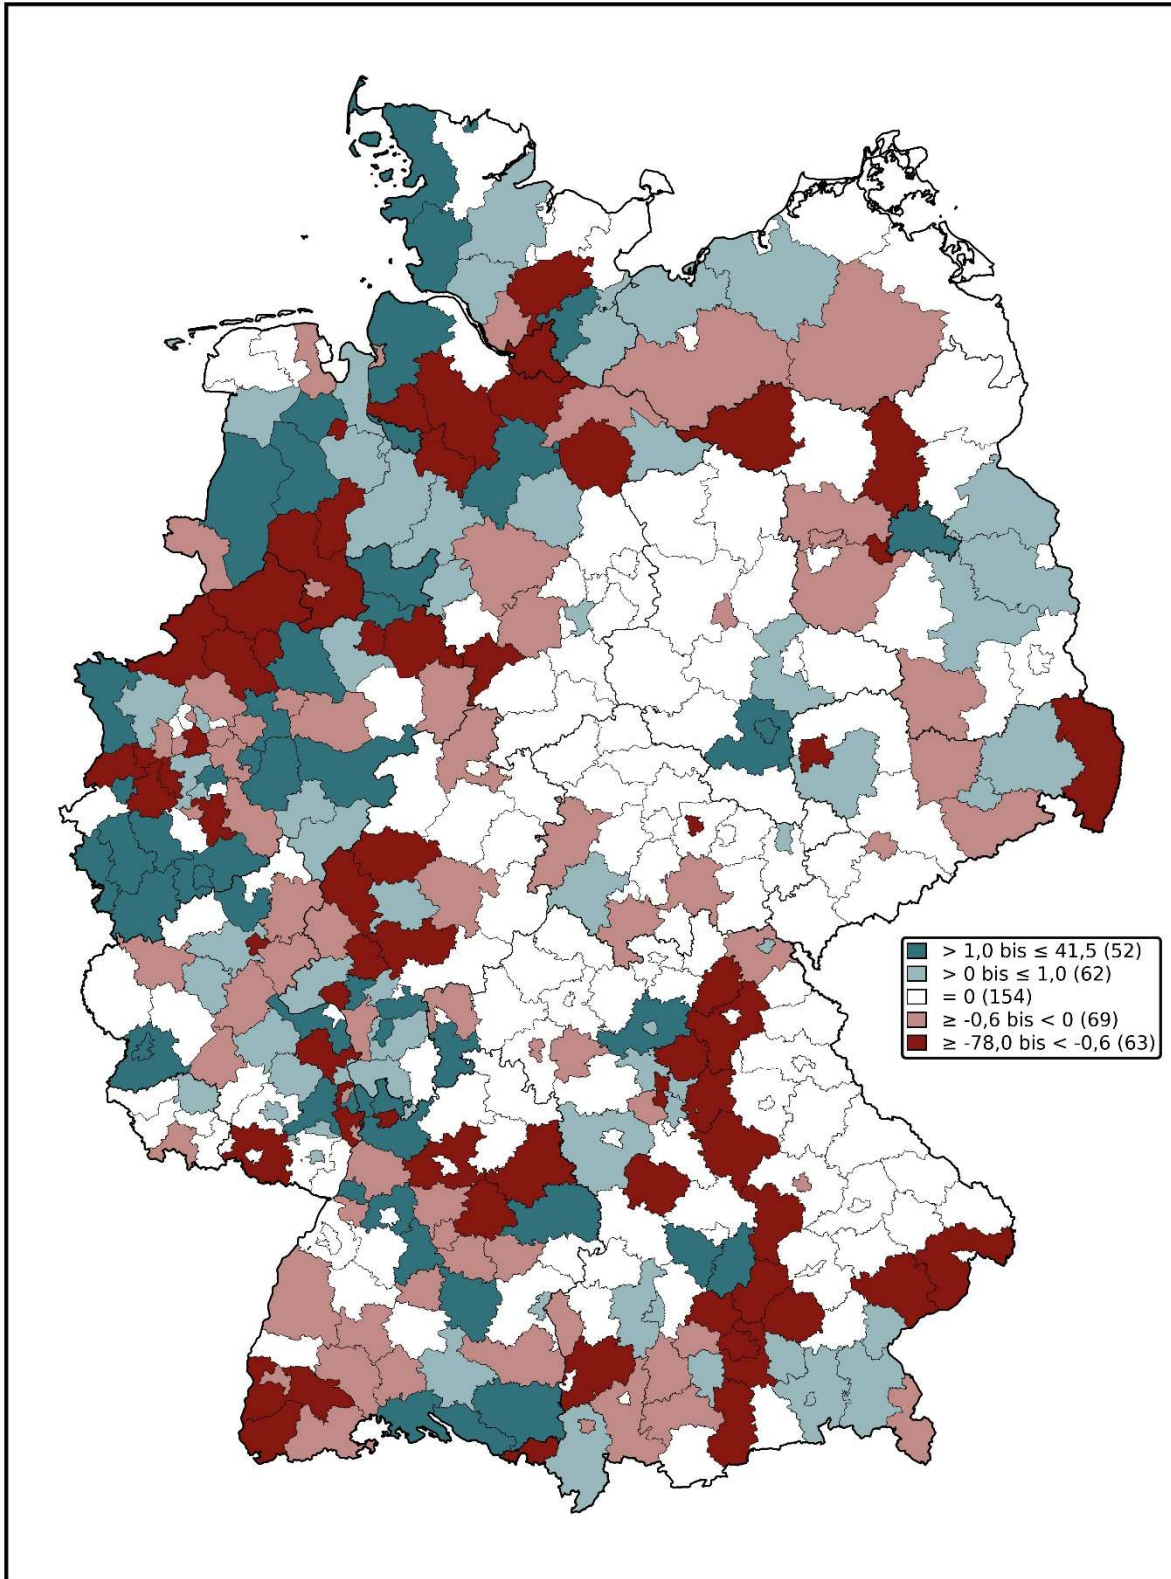 > 1,0 bis ≤ 41,5 (52)
> 0 bis ≤ 1,0 (62)
= 0 (154)
≥ -0,6 bis < 0 (69)
≥ -78,0 bis < -0,6 (63)